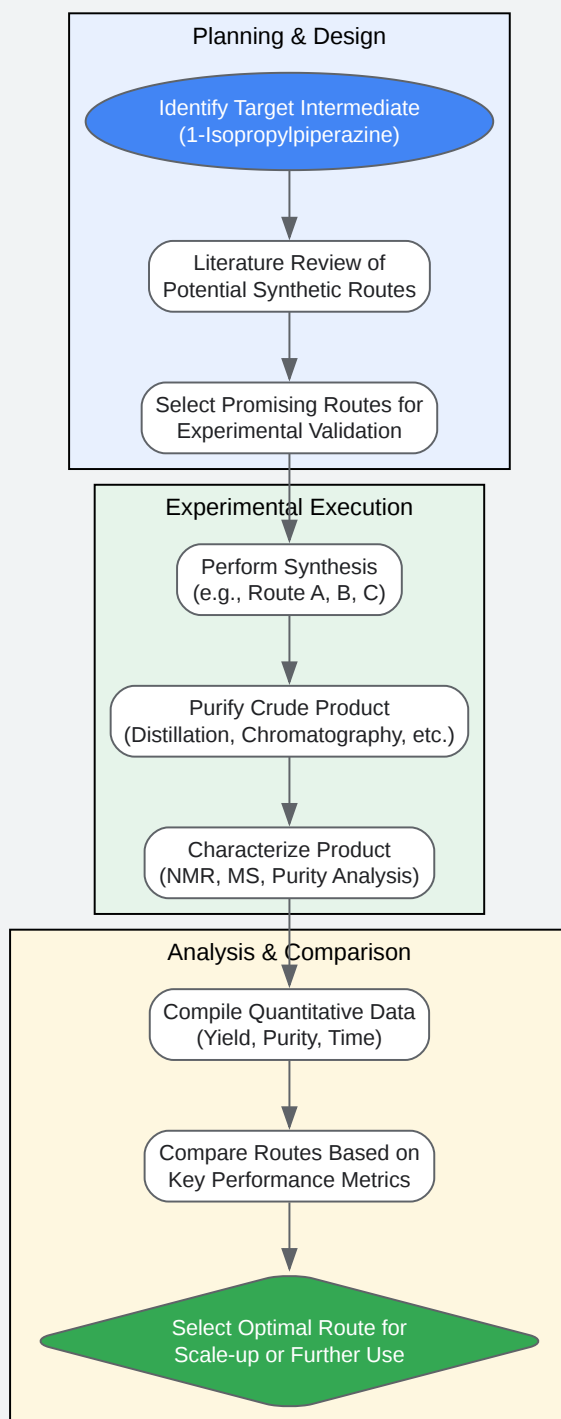 Planning & Design
Identify Target Intermediate
(1-Isopropylpiperazine)
Literature Review of
Potential Synthetic Routes
Select Promising Routes for
Experimental Validation
Experimental Execution
Perform Synthesis
(e.g., Route A, B, C)
Purify Crude Product
(Distillation, Chromatography, etc.)
Characterize Product
(NMR, MS, Purity Analysis)
Analysis & Comparison
Compile Quantitative Data
(Yield, Purity, Time)
Compare Routes Based on
Key Performance Metrics
Select Optimal Route for
Scale-up or Further Use